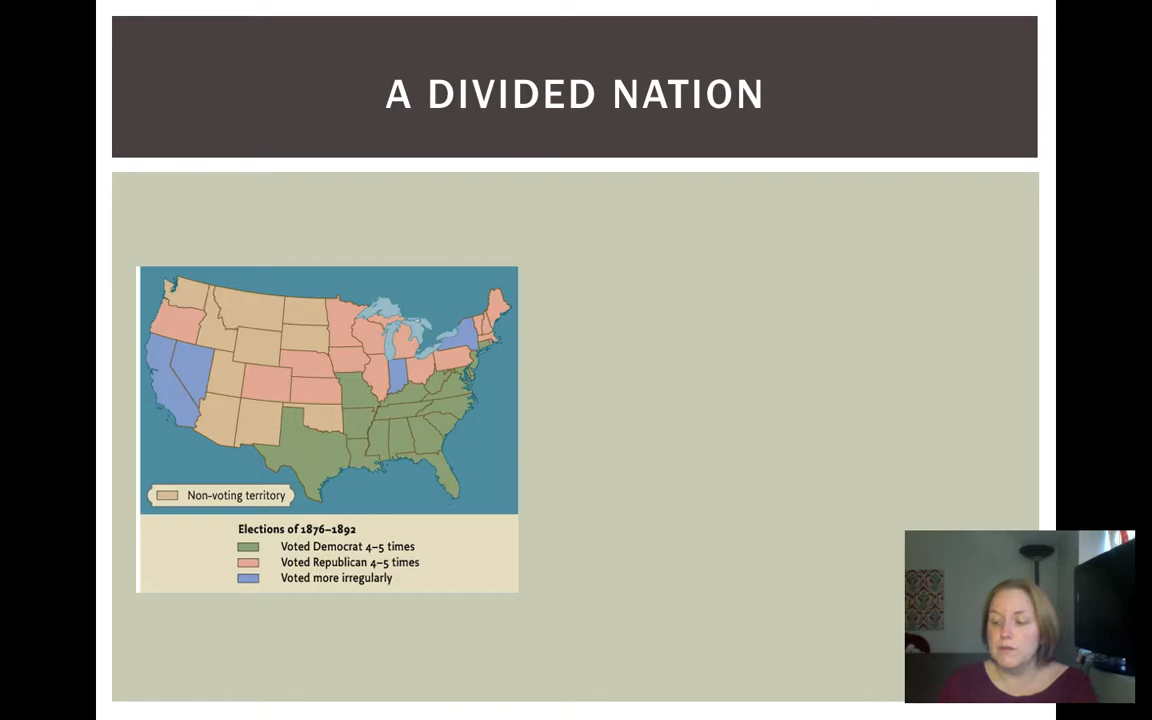 A DIVIDED NATION
Non-voting territory
Elections of 1876–1892
Voted Democrat 4–5 times
Voted Republican 4–5 times
Voted more irregularly